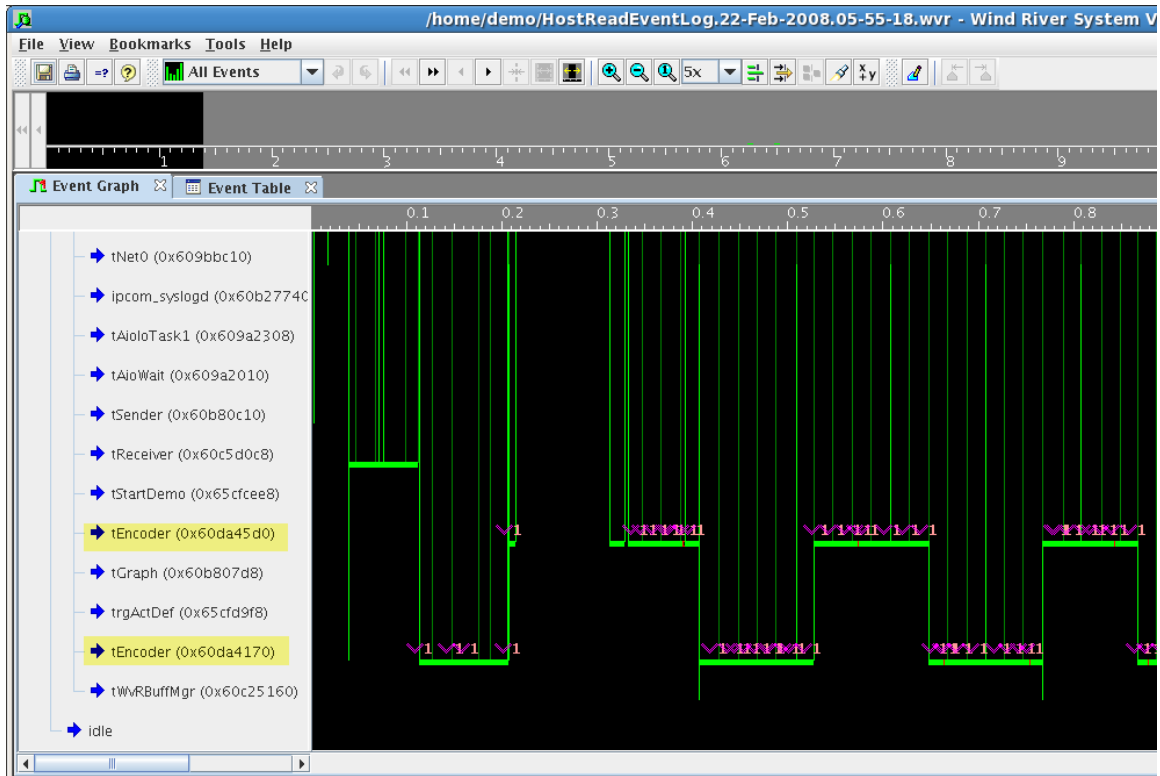 /home/demo/HostReadEventLog.22-Feb-2008.05-55-18.wvr - Wind River System V
File View Bookmarks Tools Help
=? ? All Events 5x x y
1 2 3 4 5 6 7 8 9
Event Graph Event Table
0.1 0.2 0.3 0.4 0.5 0.6 0.7 0.8
tNet0 (0x609bbc10)
ipcom_syslogd (0x60b2774c
tAioIoTask1 (0x609a2308)
tAioWait (0x609a2010)
tSender (0x60b80c10)
tReceiver (0x60c5d0c8)
tStartDemo (0x65cfcee8)
tEncoder (0x60da45d0)
tGraph (0x60b807d8)
trgActDef (0x65cfd9f8)
tEncoder (0x60da4170)
tWvRBuffMgr (0x60c25160)
idle